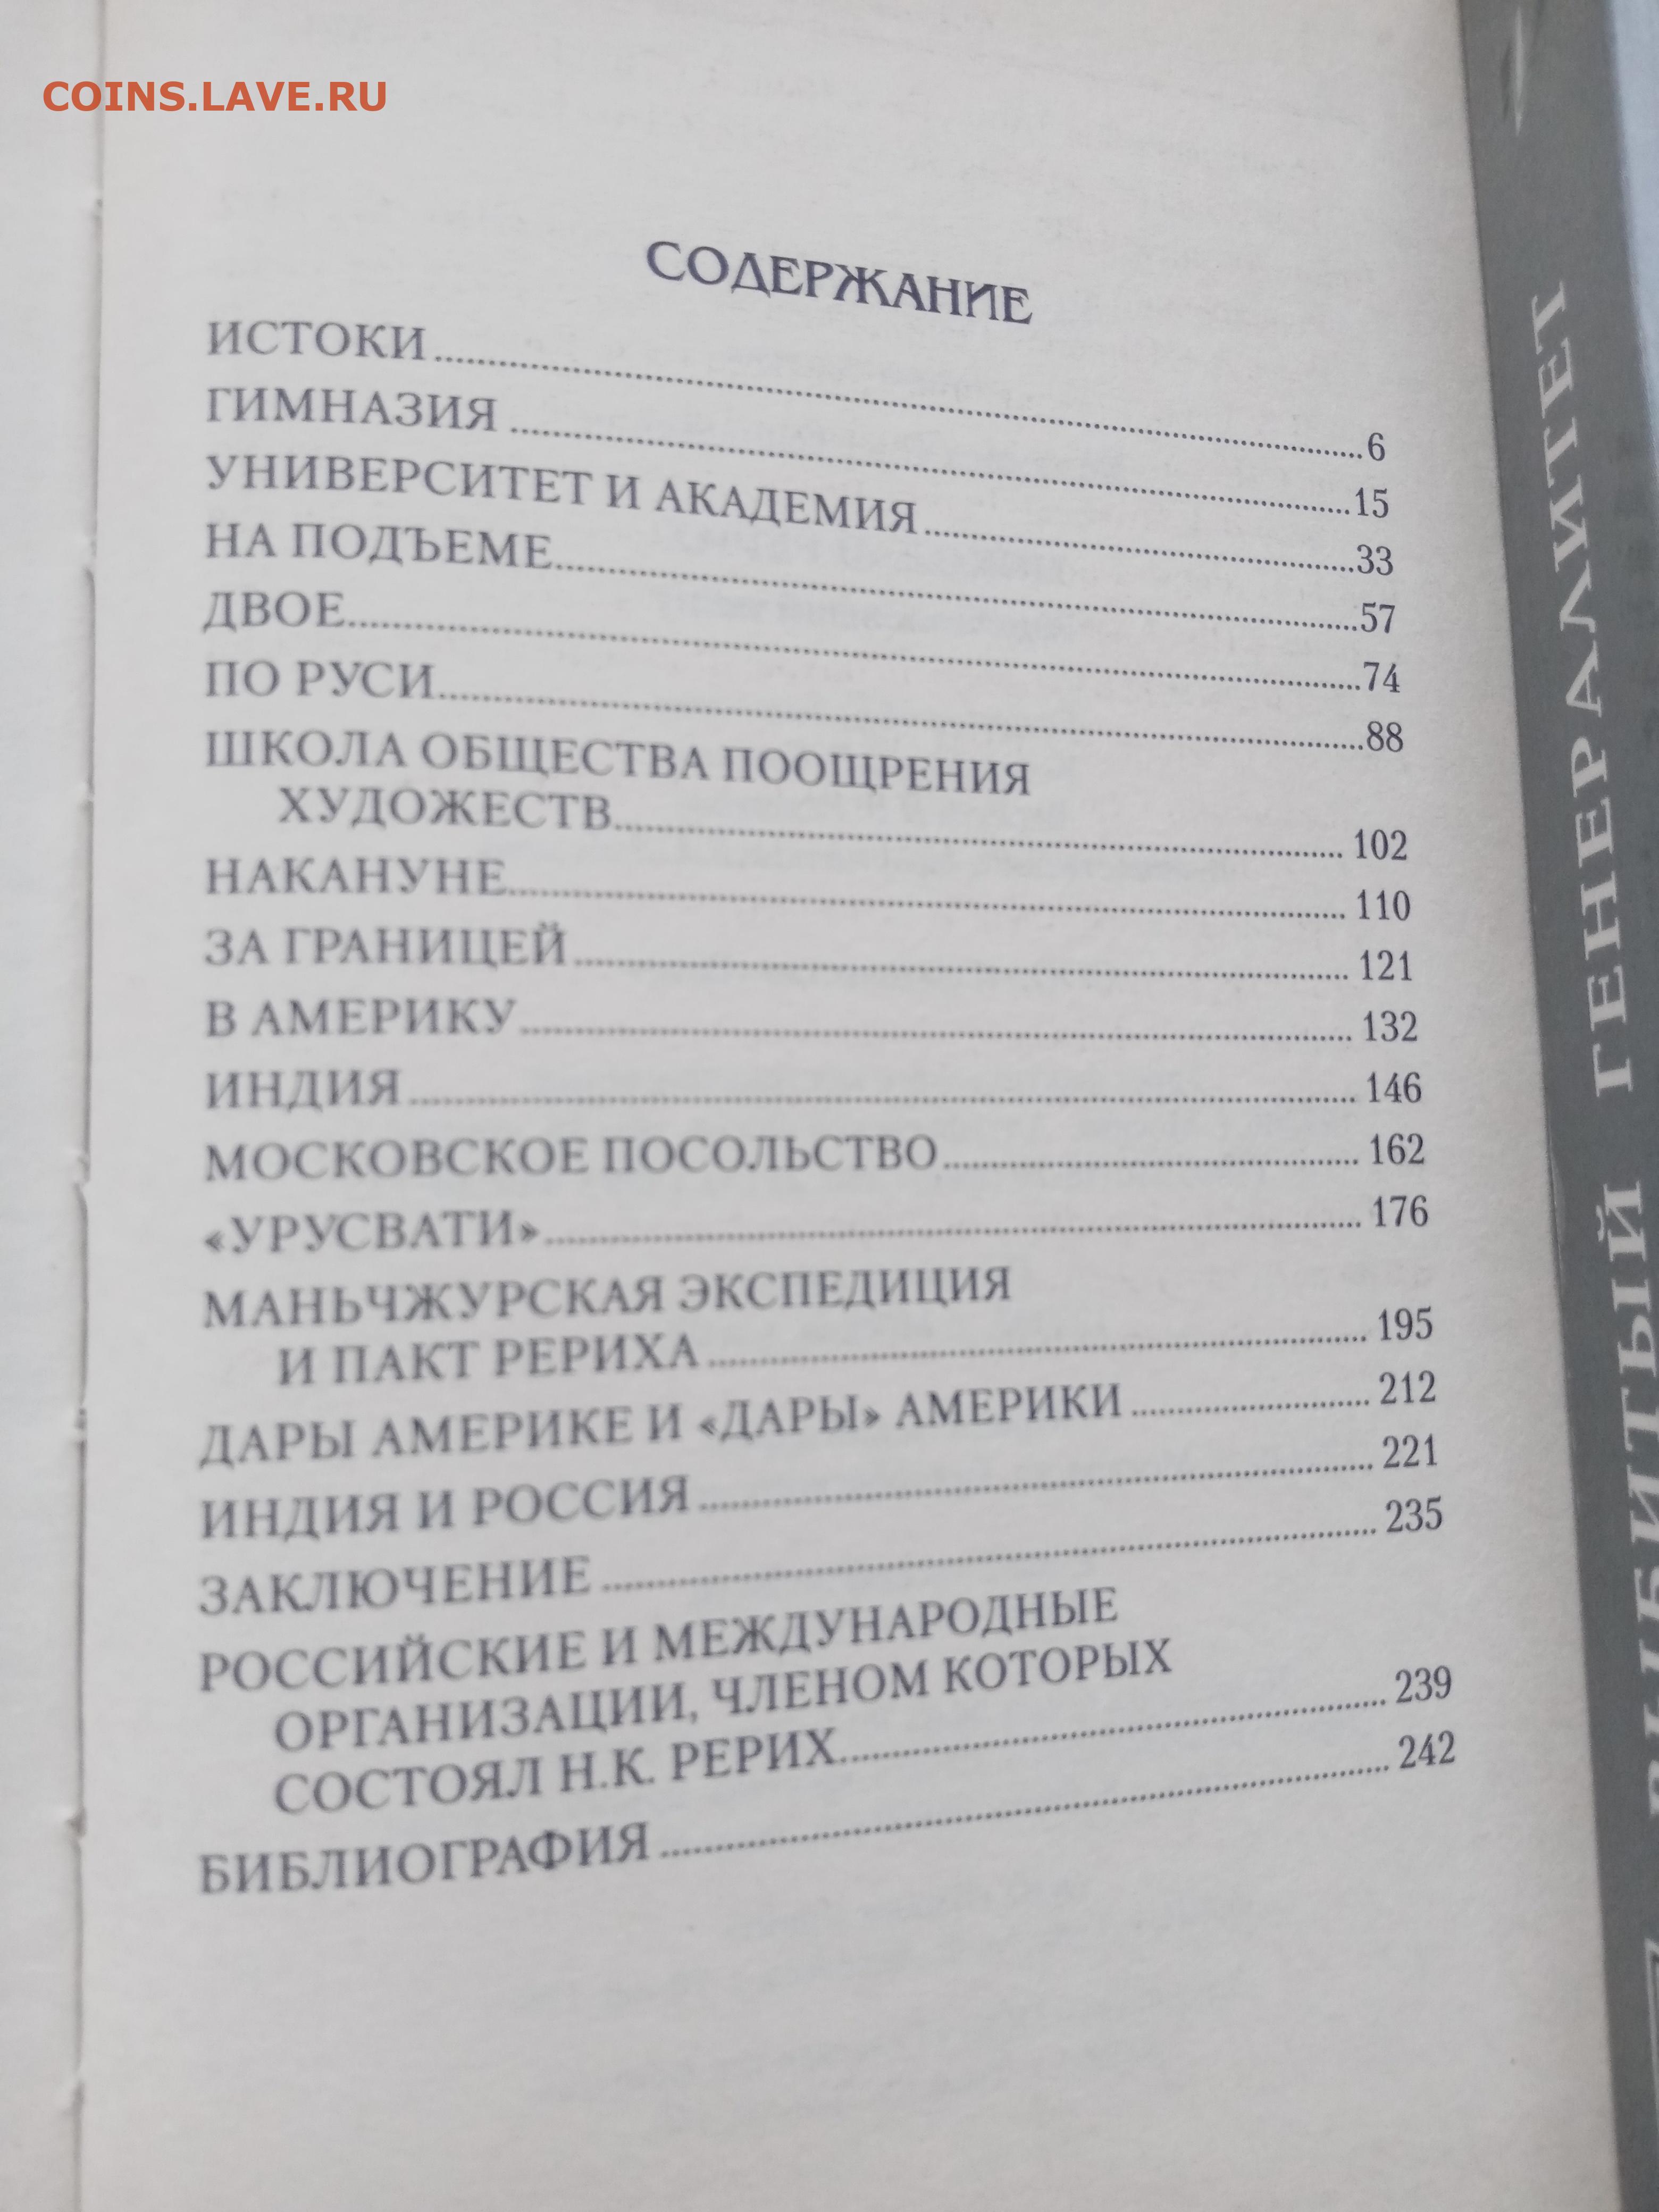 COINS.LAVE.RU
СОДЕРЖАНИЕ
ИСТОКИ........6
ГИМНАЗИЯ........15
УНИВЕРСИТЕТ И АКАДЕМИЯ........33
НА ПОДЪЕМЕ........57
ДВОЕ........74
ПО РУСИ........88
ШКОЛА ОБЩЕСТВА ПООЩРЕНИЯ
ХУДОЖЕСТВ........102
НАКАНУНЕ........110
ЗА ГРАНИЦЕЙ........121
В АМЕРИКУ........132
ИНДИЯ........146
МОСКОВСКОЕ ПОСОЛЬСТВО........162
«УРУСВАТИ»........176
МАНЬЧЖУРСКАЯ ЭКСПЕДИЦИЯ
И ПАКТ РЕРИХА........195
ДАРЫ АМЕРИКЕ И «ДАРЫ» АМЕРИКИ........212
ИНДИЯ И РОССИЯ........221
ЗАКЛЮЧЕНИЕ........235
РОССИЙСКИЕ И МЕЖДУНАРОДНЫЕ
ОРГАНИЗАЦИИ, ЧЛЕНОМ КОТОРЫХ
СОСТОЯЛ Н.К. РЕРИХ........239
БИБЛИОГРАФИЯ........242
ВЫБИТЫЙ ГЕНЕРАЛИТЕТ